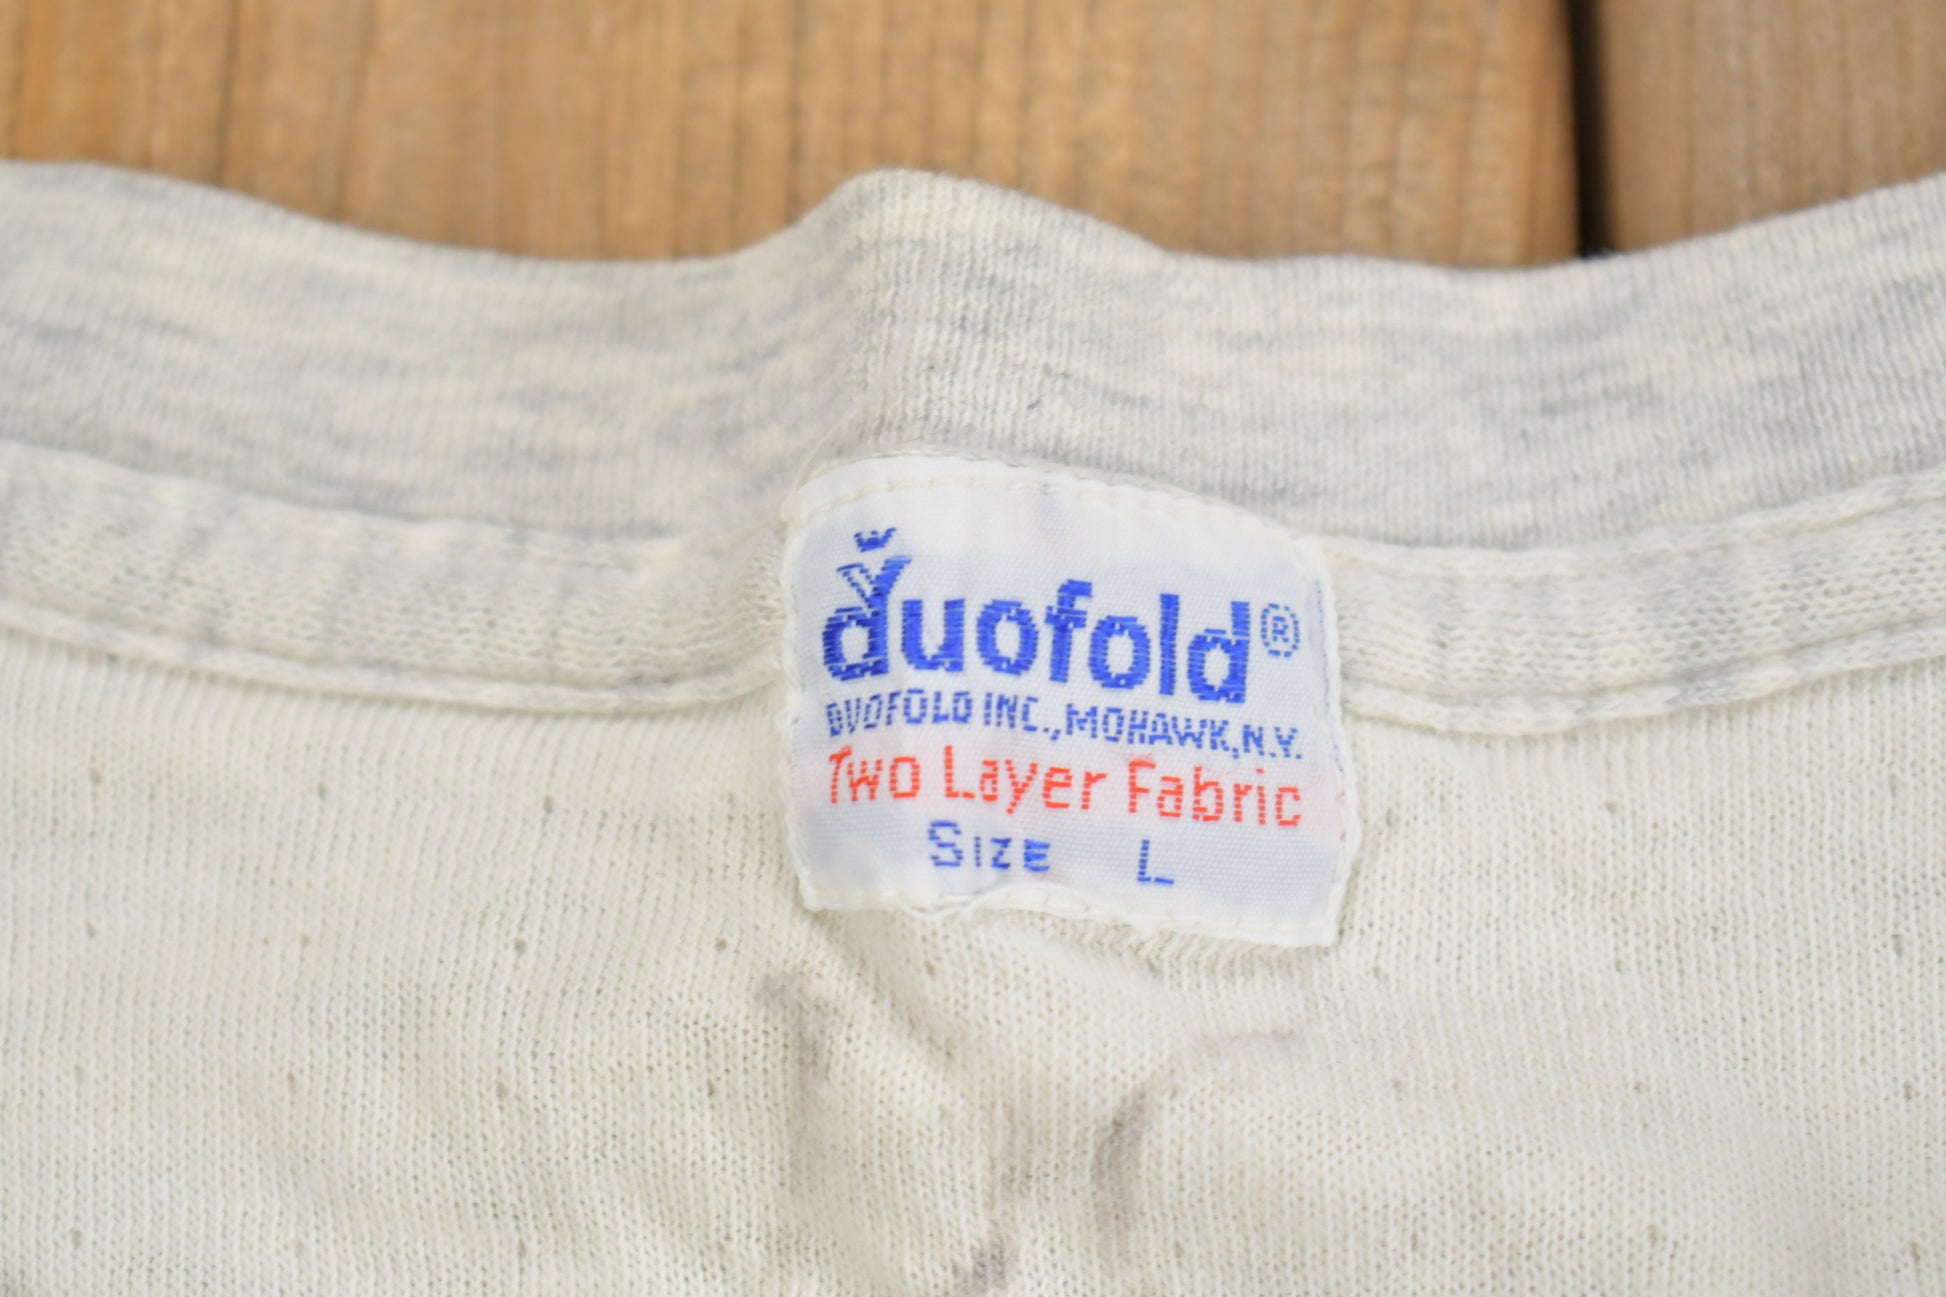 duofold®
DUOFOLD INC., MOHAWK, N.Y.
Two Layer Fabric
SIZE L